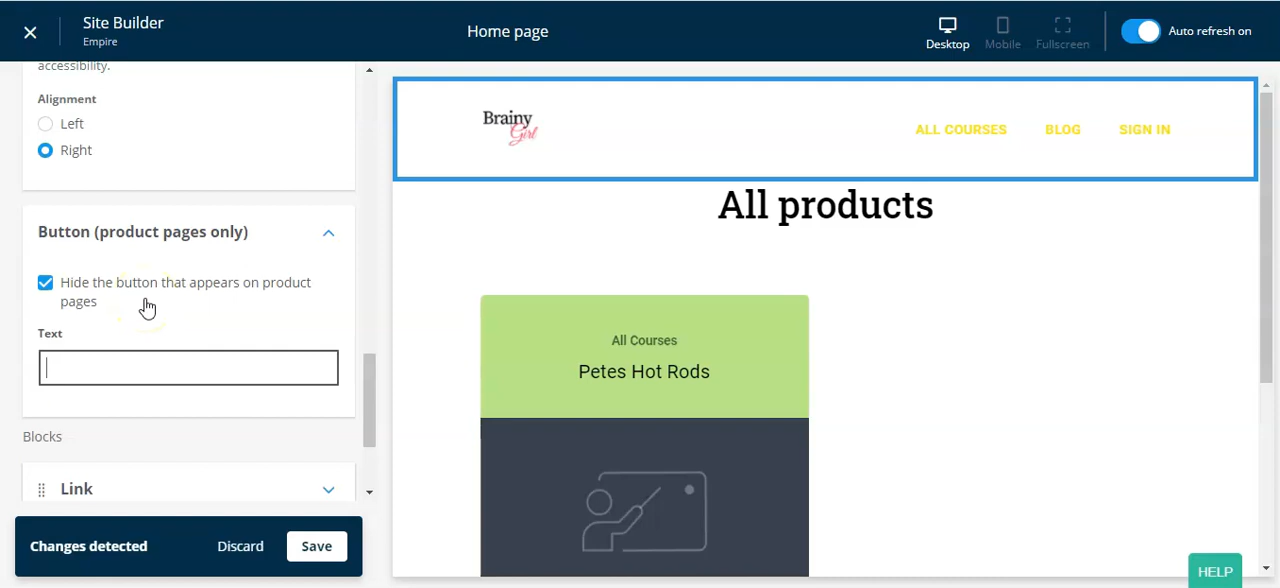 Site Builder
Empire
Home page
Desktop
Mobile
Fullscreen
Auto refresh on
accessibility.
Alignment
Left
Right
Button (product pages only)
Hide the button that appears on product
pages
Text
Blocks
Link
Changes detected
Discard
Save
Brainy
Girl
ALL COURSES
BLOG
SIGN IN
All products
All Courses
Petes Hot Rods
HELP